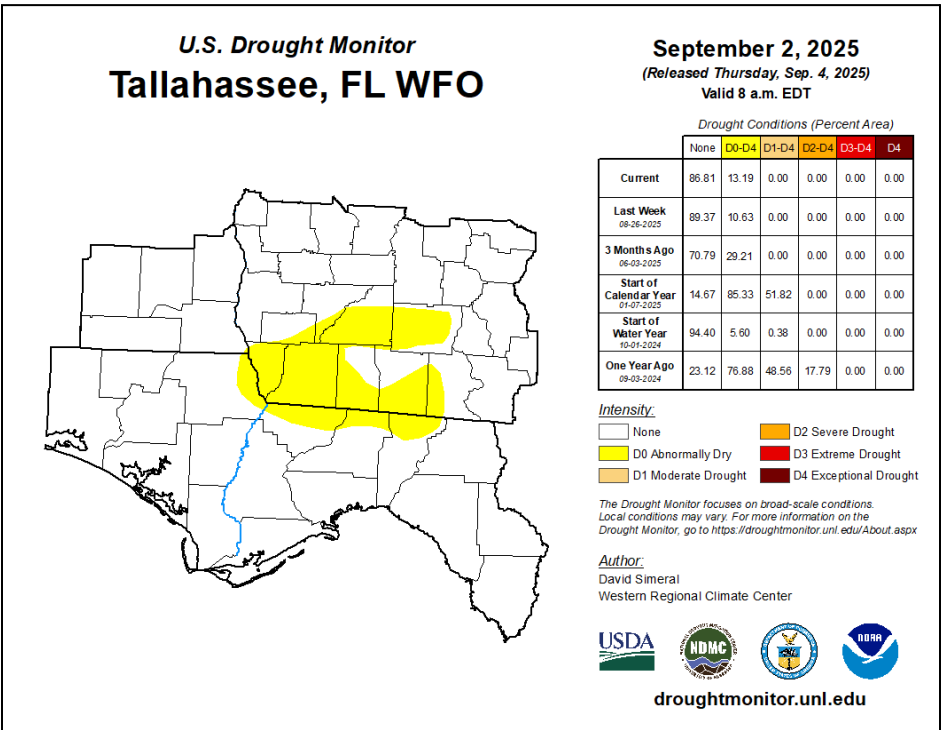 U.S. Drought Monitor
Tallahassee, FL WFO
September 2, 2025
(Released Thursday, Sep. 4, 2025)
Valid 8 a.m. EDT
Drought Conditions (Percent Area)
None D0-D4 D1-D4 D2-D4 D3-D4 D4
Current 86.81 13.19 0.00 0.00 0.00 0.00
Last Week
08-26-2025 89.37 10.63 0.00 0.00 0.00 0.00
3 Months Ago
06-03-2025 70.79 29.21 0.00 0.00 0.00 0.00
Start of
Calendar Year
01-07-2025 14.67 85.33 51.82 0.00 0.00 0.00
Start of
Water Year
10-01-2024 94.40 5.60 0.38 0.00 0.00 0.00
One Year Ago
09-03-2024 23.12 76.88 48.56 17.79 0.00 0.00
Intensity:
None
D0 Abnormally Dry
D1 Moderate Drought
D2 Severe Drought
D3 Extreme Drought
D4 Exceptional Drought
The Drought Monitor focuses on broad-scale conditions.
Local conditions may vary. For more information on the
Drought Monitor, go to https://droughtmonitor.unl.edu/About.aspx
Author:
David Simeral
Western Regional Climate Center
USDA
NDMC
NOAA
droughtmonitor.unl.edu